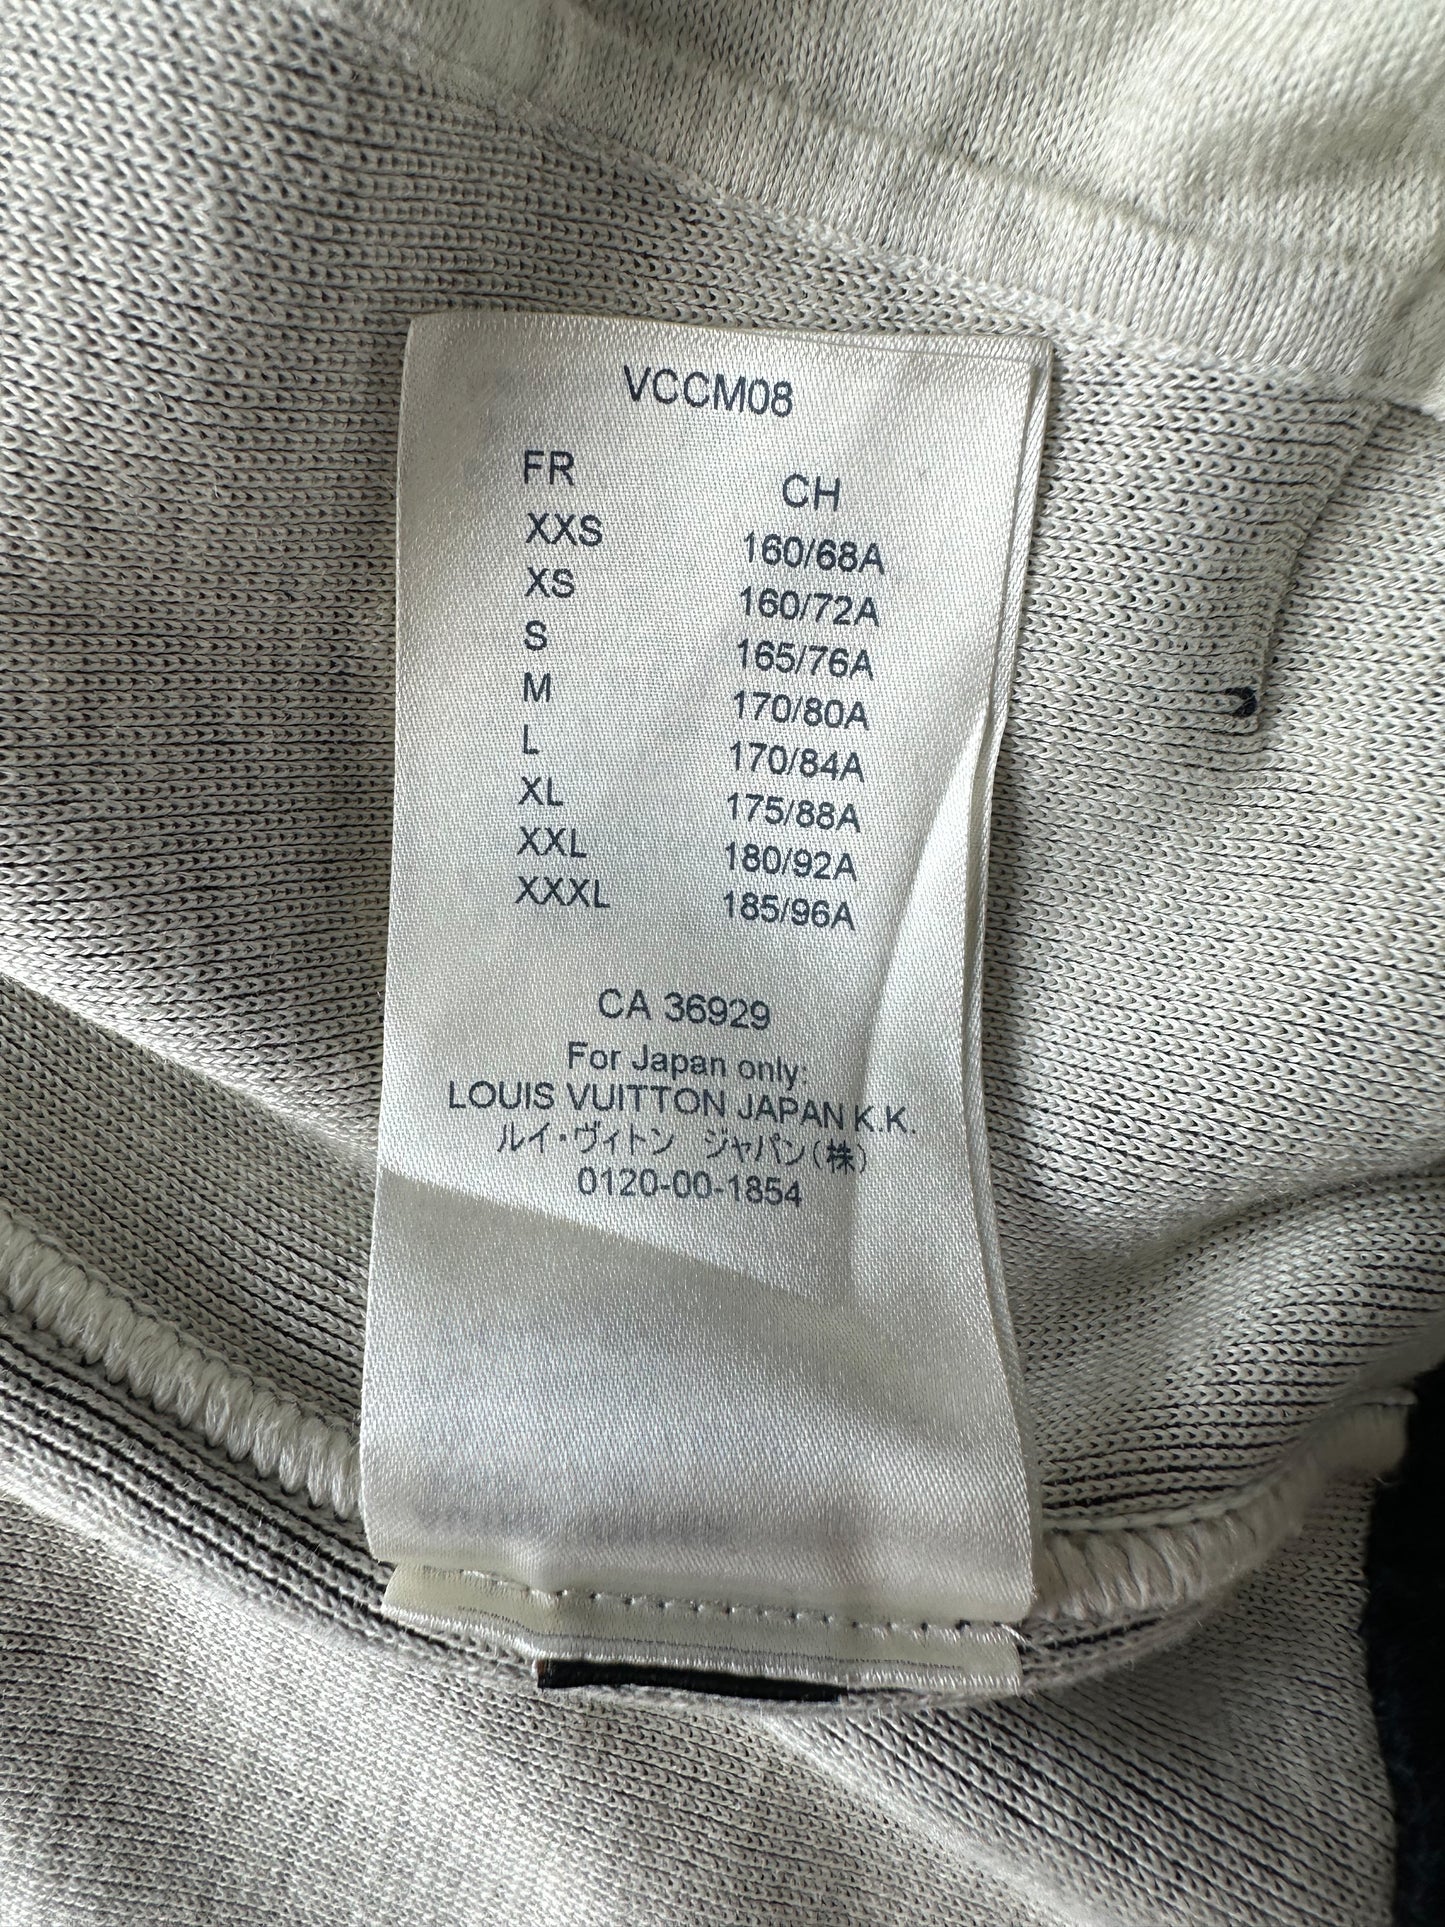 VCCM08
FR CH
XXS 160/68A
XS 160/72A
S 165/76A
M 170/80A
L 170/84A
XL 175/88A
XXL 180/92A
XXXL 185/96A
CA 36929
For Japan only:
LOUIS VUITTON JAPAN K.K.
ルイ・ヴィトン ジャパン(株)
0120-00-1854